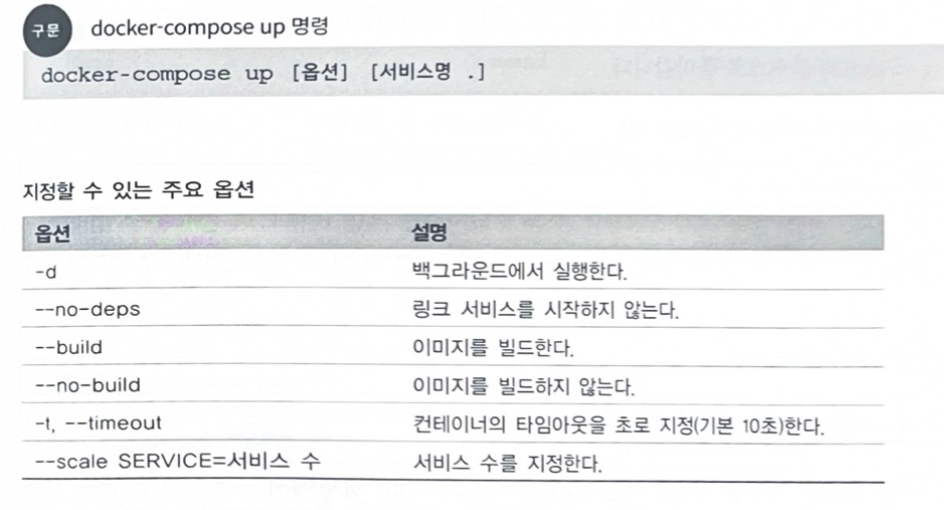 구문 docker-compose up 명령
docker-compose up [옵션] [서비스명 .]
지정할 수 있는 주요 옵션
옵션 설명
-d 백그라운드에서 실행한다.
--no-deps 링크 서비스를 시작하지 않는다.
--build 이미지를 빌드한다.
--no-build 이미지를 빌드하지 않는다.
-t, --timeout 컨테이너의 타임아웃을 초로 지정(기본 10초)한다.
--scale SERVICE=서비스 수 서비스 수를 지정한다.